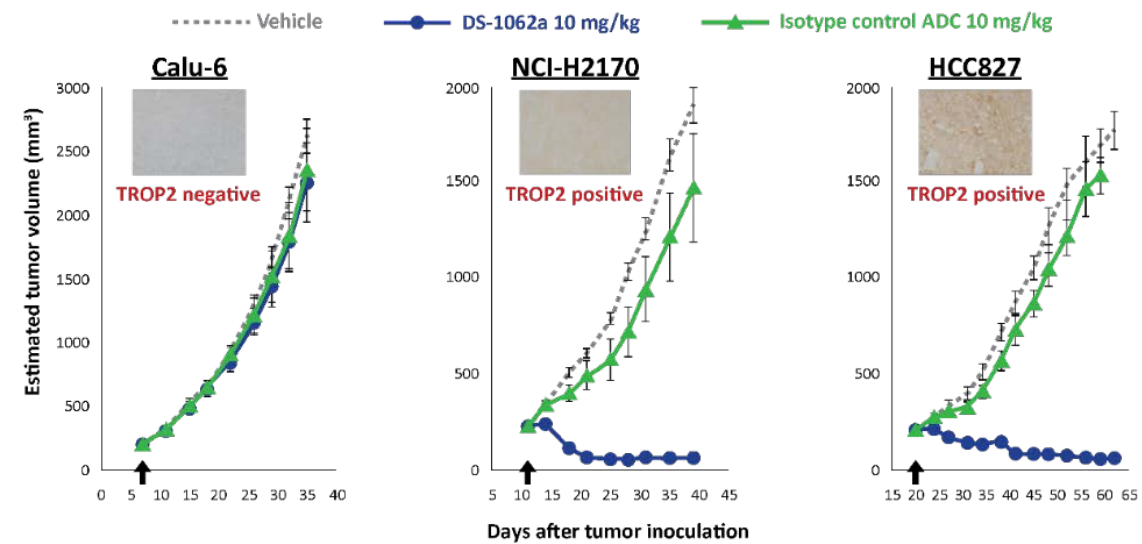 Vehicle DS-1062a 10 mg/kg Isotype control ADC 10 mg/kg
Calu-6 NCI-H2170 HCC827
TROP2 negative TROP2 positive TROP2 positive
Estimated tumor volume (mm³)
3000
2500
2000
1500
1000
500
0
0 5 10 15 20 25 30 35 40
2000
1500
1000
500
0
5 10 15 20 25 30 35 40 45
2000
1500
1000
500
0
15 20 25 30 35 40 45 50 55 60 65
Days after tumor inoculation